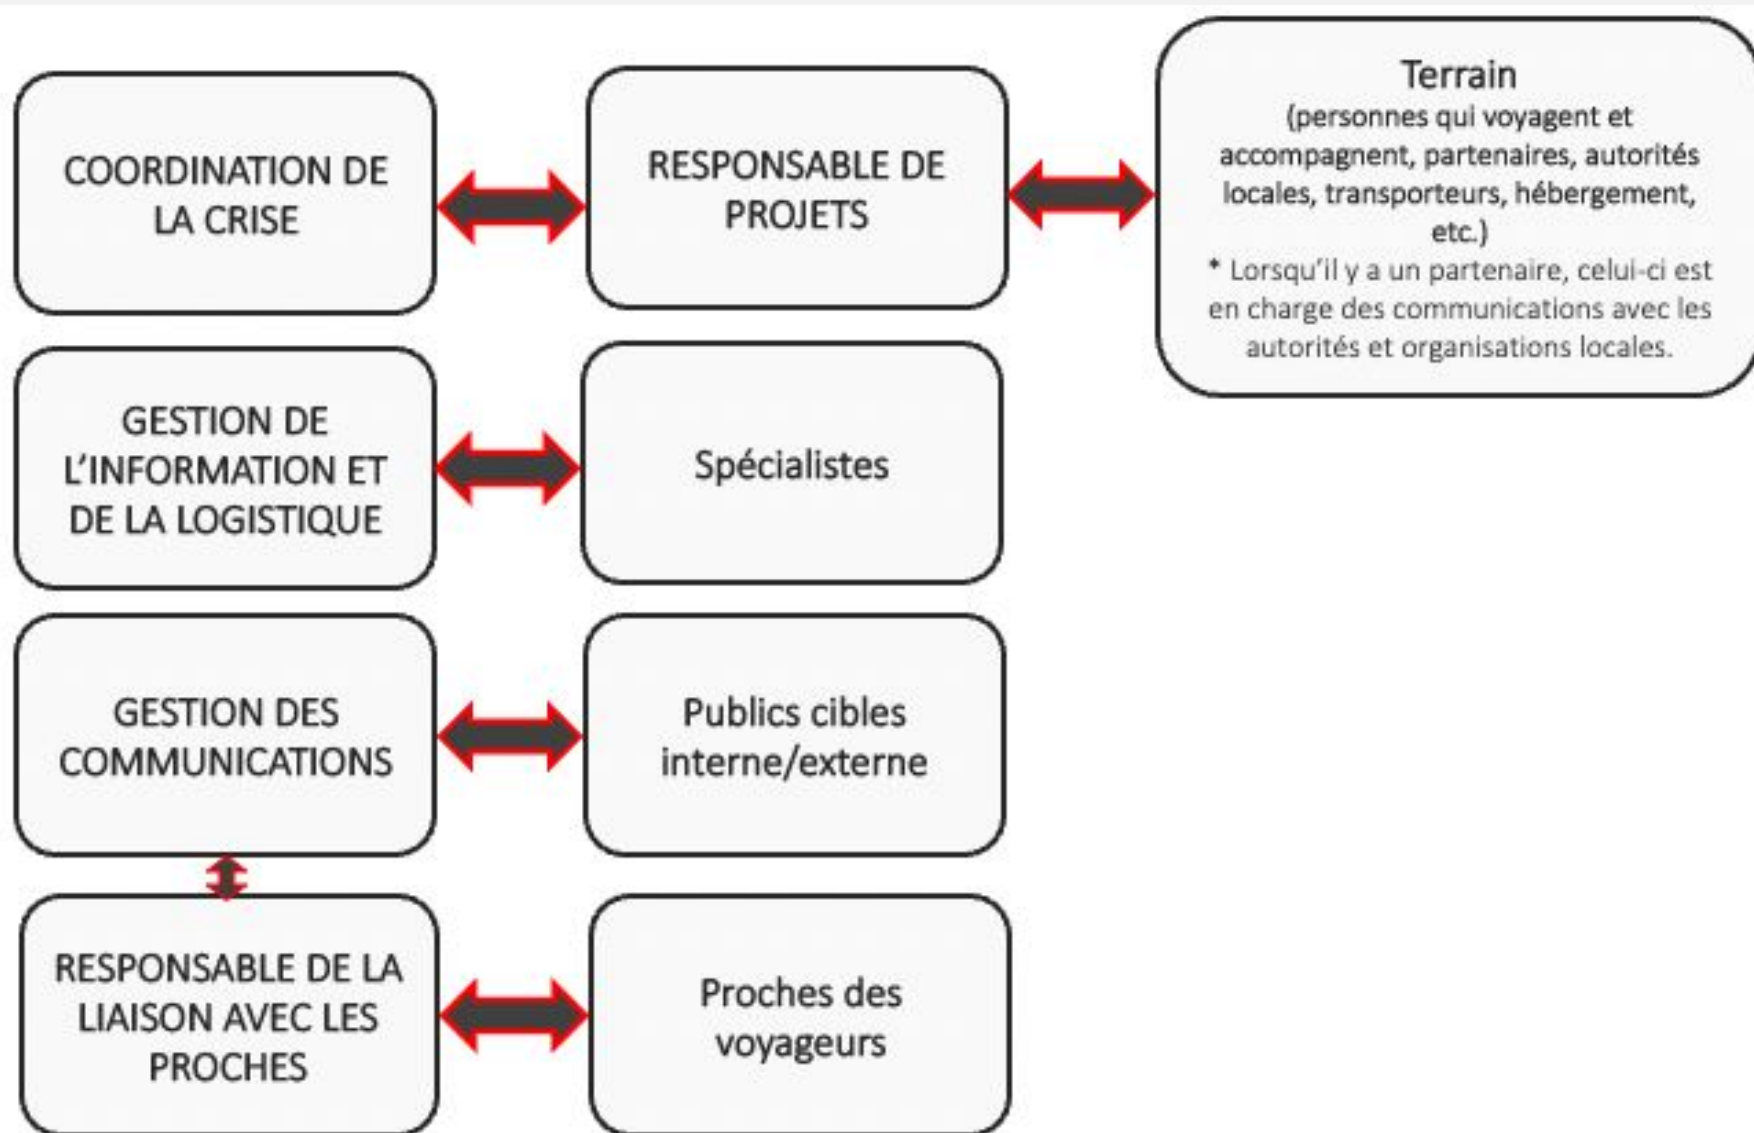 COORDINATION DE
LA CRISE
RESPONSABLE DE
PROJETS
Terrain
(personnes qui voyagent et
accompagnent, partenaires, autorités
locales, transporteurs, hébergement,
etc.)
* Lorsqu'il y a un partenaire, celui-ci est
en charge des communications avec les
autorités et organisations locales.
GESTION DE
L'INFORMATION ET
DE LA LOGISTIQUE
Spécialistes
GESTION DES
COMMUNICATIONS
Publics cibles
interne/externe
RESPONSABLE DE LA
LIAISON AVEC LES
PROCHES
Proches des
voyageurs